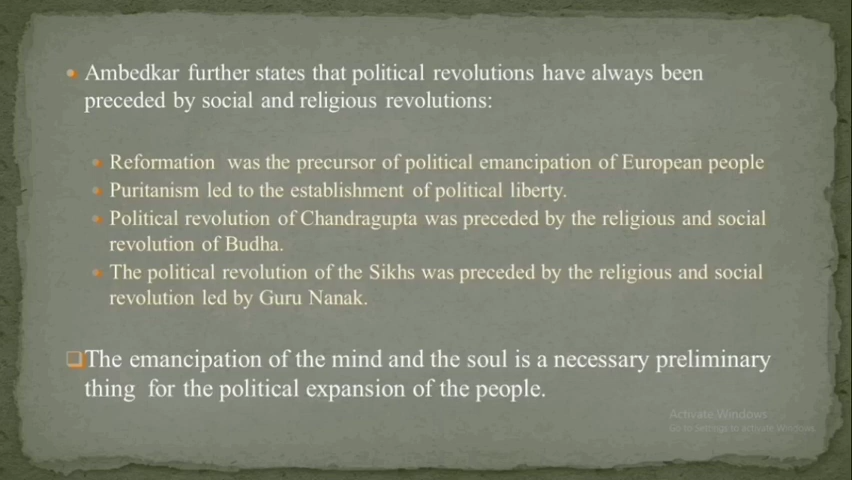 Ambedkar further states that political revolutions have always been
preceded by social and religious revolutions:
Reformation was the precursor of political emancipation of European people
Puritanism led to the establishment of political liberty.
Political revolution of Chandragupta was preceded by the religious and social
revolution of Budha.
The political revolution of the Sikhs was preceded by the religious and social
revolution led by Guru Nanak.
The emancipation of the mind and the soul is a necessary preliminary
thing for the political expansion of the people.
Activate Windows
Go to Settings to activate Windows.